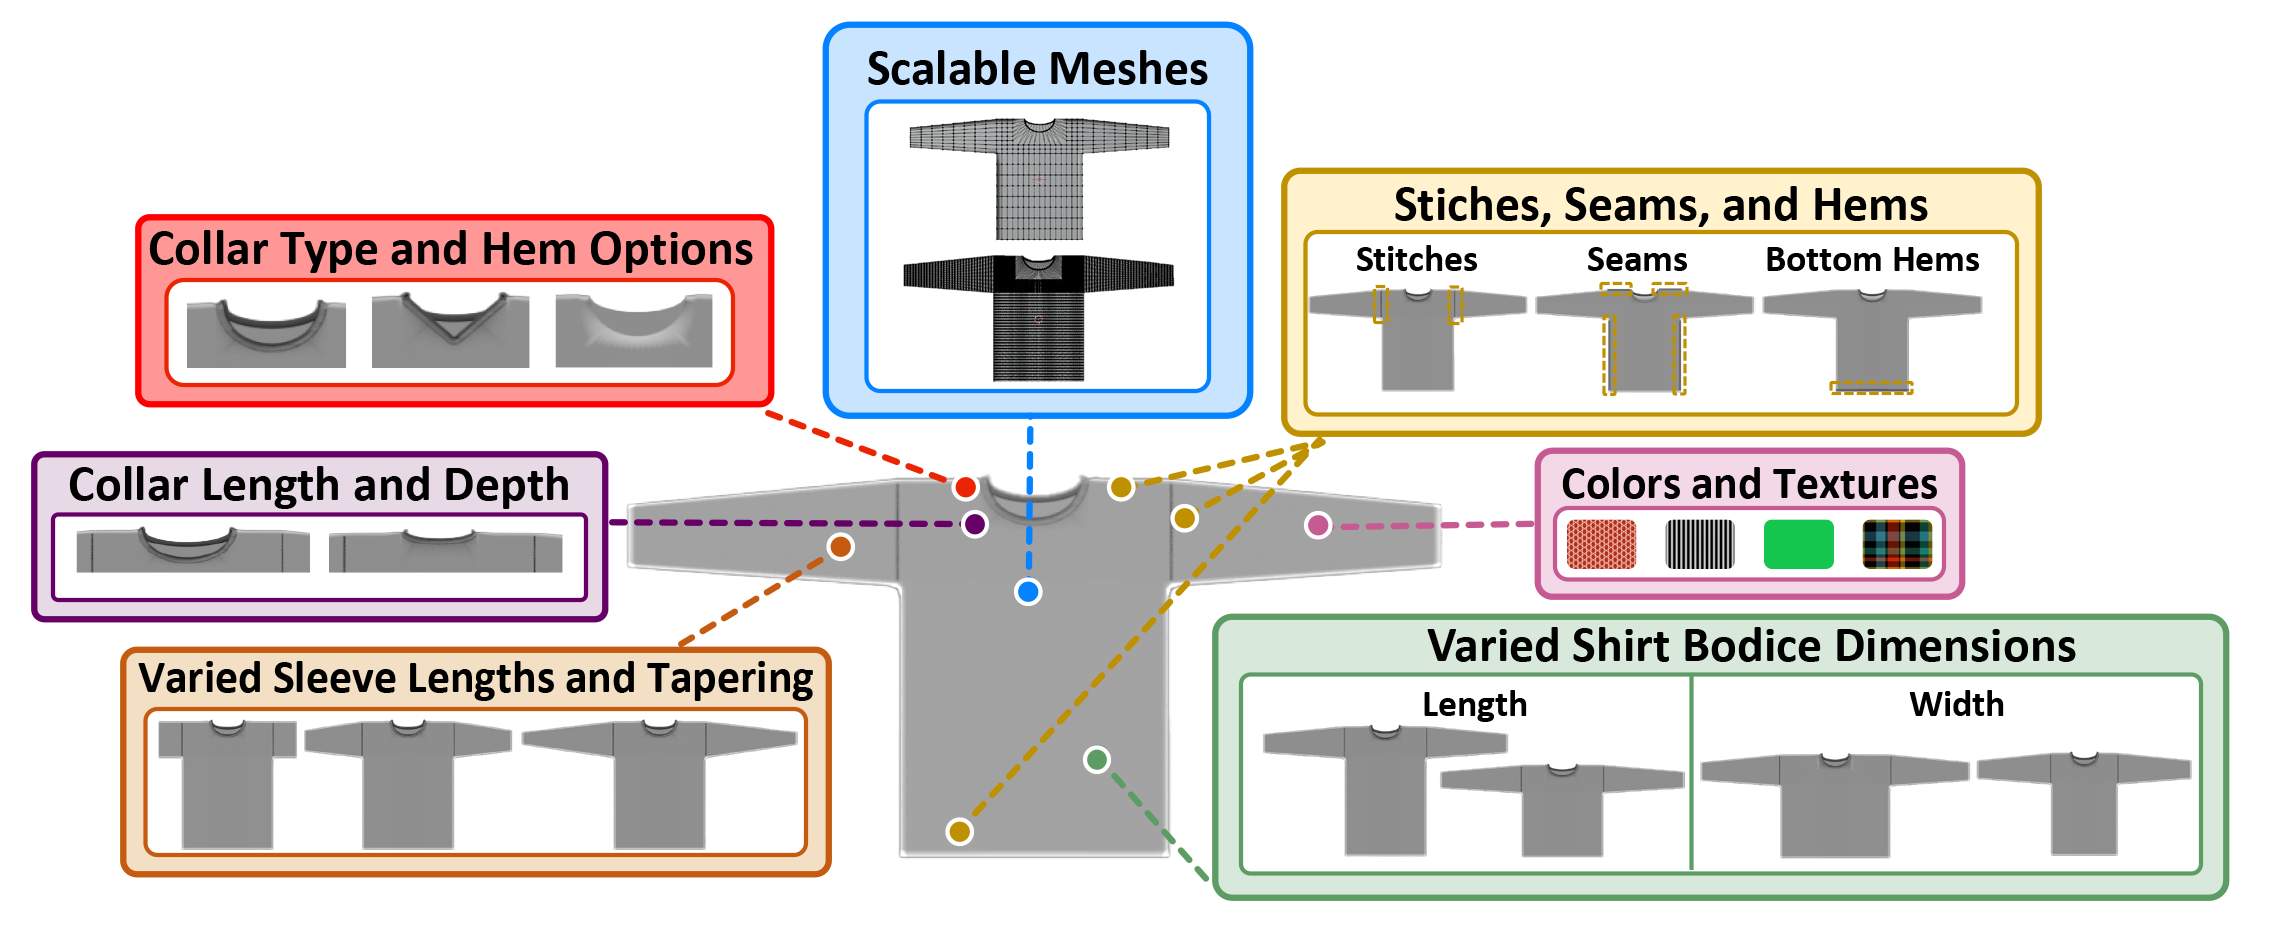 Scalable Meshes
Stiches, Seams, and Hems
Stitches
Seams
Bottom Hems
Collar Type and Hem Options
Collar Length and Depth
Colors and Textures
Varied Sleeve Lengths and Tapering
Varied Shirt Bodice Dimensions
Length
Width